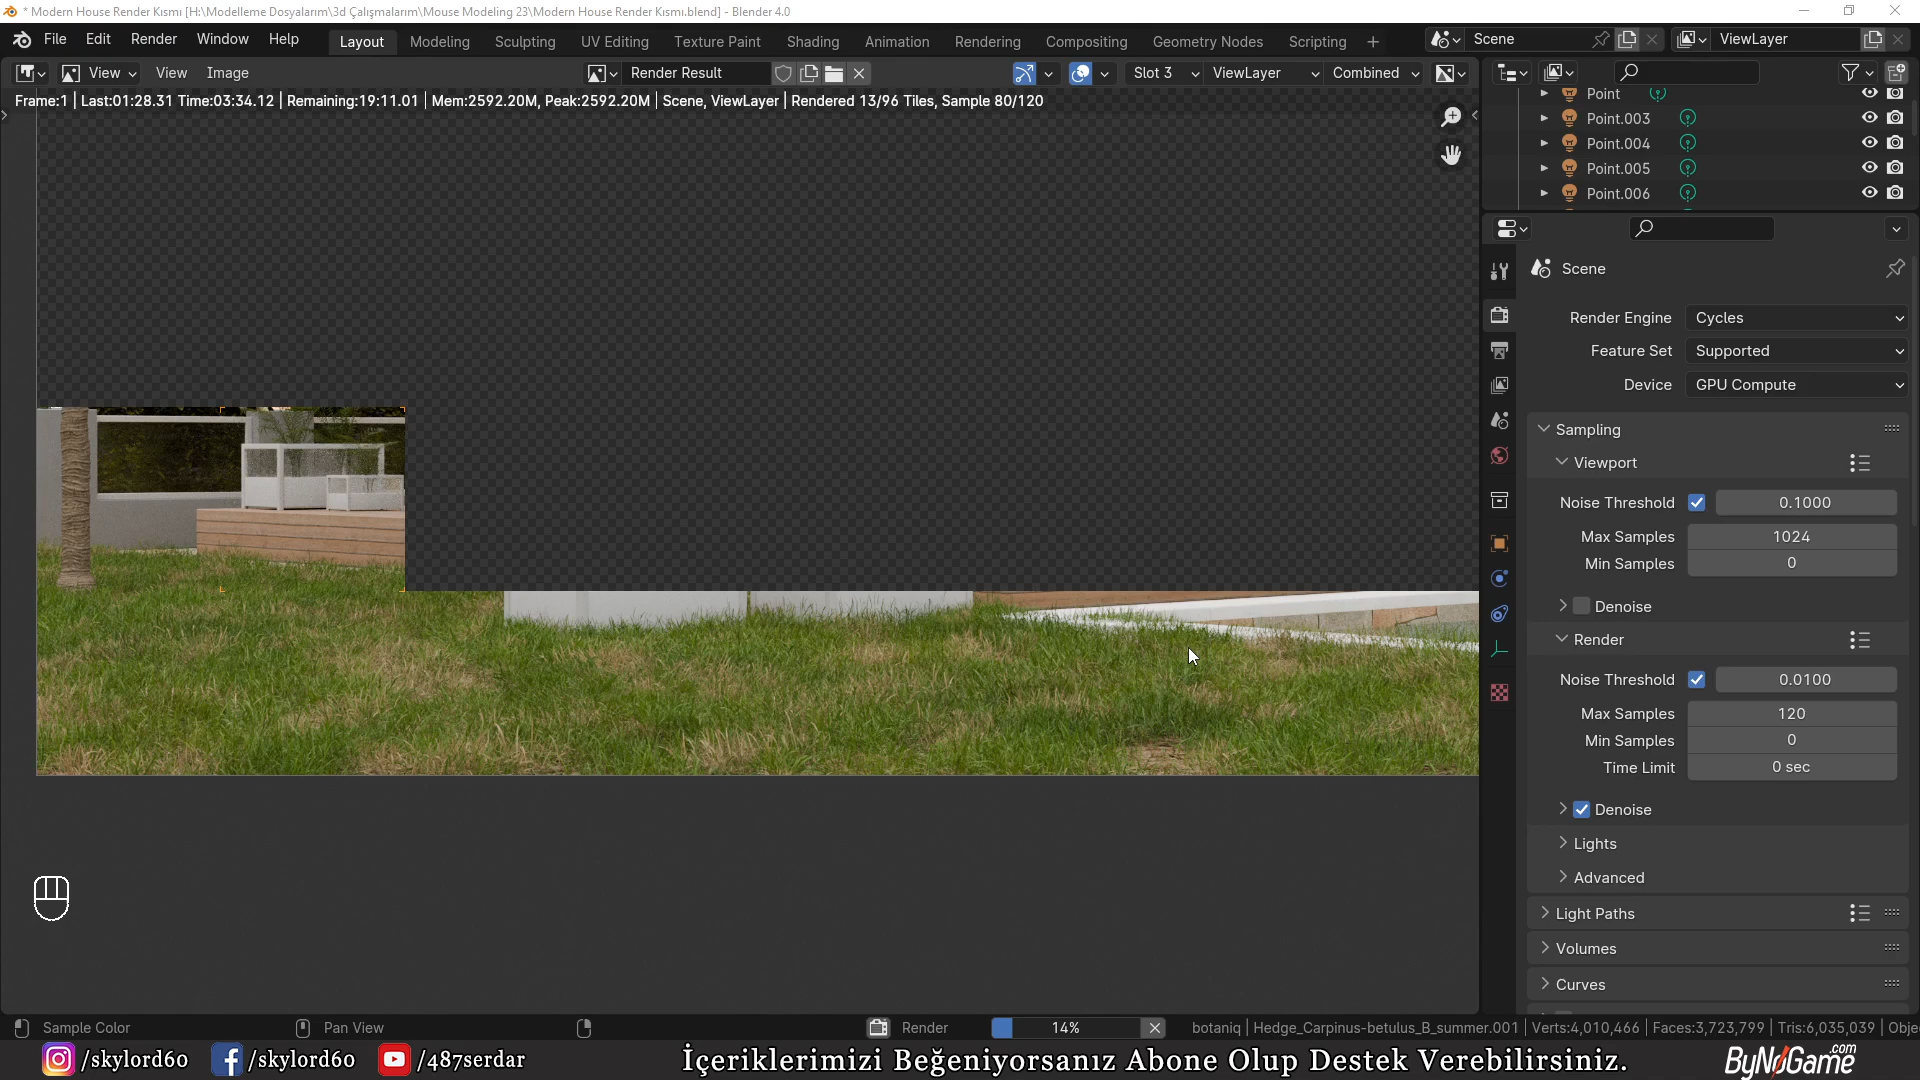 * Modern House Render Kısmı [H:\Modelleme Dosyalarım\3d Çalışmalarım\Mouse Modeling 23\Modern House Render Kısmı.blend] - Blender 4.0
File Edit Render Window Help Layout Modeling Sculpting UV Editing Texture Paint Shading Animation Rendering Compositing Geometry Nodes Scripting + Scene ViewLayer
View View Image Render Result Slot 3 ViewLayer Combined
Frame:1 | Last:01:28.31 Time:03:34.12 | Remaining:19:11.01 | Mem:2592.20M, Peak:2592.20M | Scene, ViewLayer | Rendered 13/96 Tiles, Sample 80/120
Point
Point.003
Point.004
Point.005
Point.006
Scene
Render Engine Cycles
Feature Set Supported
Device GPU Compute
Sampling
Viewport
Noise Threshold 0.1000
Max Samples 1024
Min Samples 0
Denoise
Render
Noise Threshold 0.0100
Max Samples 120
Min Samples 0
Time Limit 0 sec
Denoise
Lights
Advanced
Light Paths
Volumes
Curves
Sample Color Pan View Render 14% botaniq | Hedge_Carpinus-betulus_B_summer.001 | Verts:4,010,466 | Faces:3,723,799 | Tris:6,035,039 | Obje
/skylord60 /skylord60 /487serdar İçeriklerimizi Beğeniyorsanız Abone Olup Destek Verebilirsiniz. ByNoGame.com